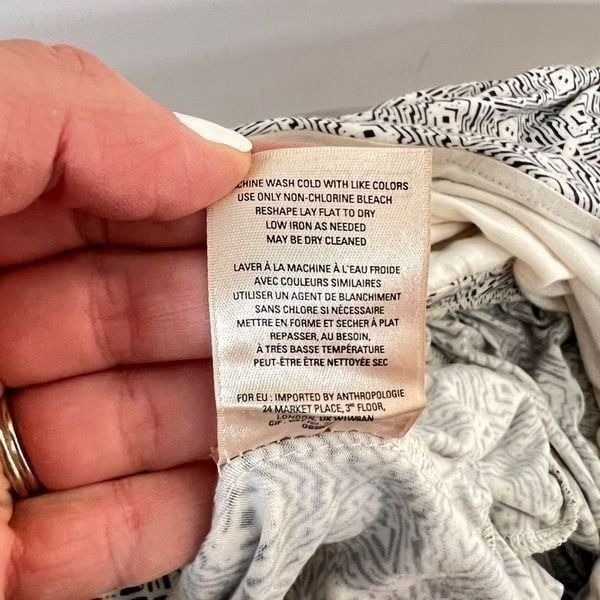 CHINE WASH COLD WITH LIKE COLORS
USE ONLY NON-CHLORINE BLEACH
RESHAPE LAY FLAT TO DRY
LOW IRON AS NEEDED
MAY BE DRY CLEANED
LAVER À LA MACHINE À L'EAU FROIDE
AVEC COULEURS SIMILAIRES
UTILISER UN AGENT DE BLANCHIMENT
SANS CHLORE SI NÉCESSAIRE
METTRE EN FORME ET SECHER À PLAT
REPASSER, AU BESOIN,
À TRÈS BASSE TEMPÉRATURE
PEUT-ÊTRE ÊTRE NETTOYÉE SEC
FOR EU : IMPORTED BY ANTHROPOLOGIE
24 MARKET PLACE, 3RD FLOOR,
LONDON, UK W1W8AN